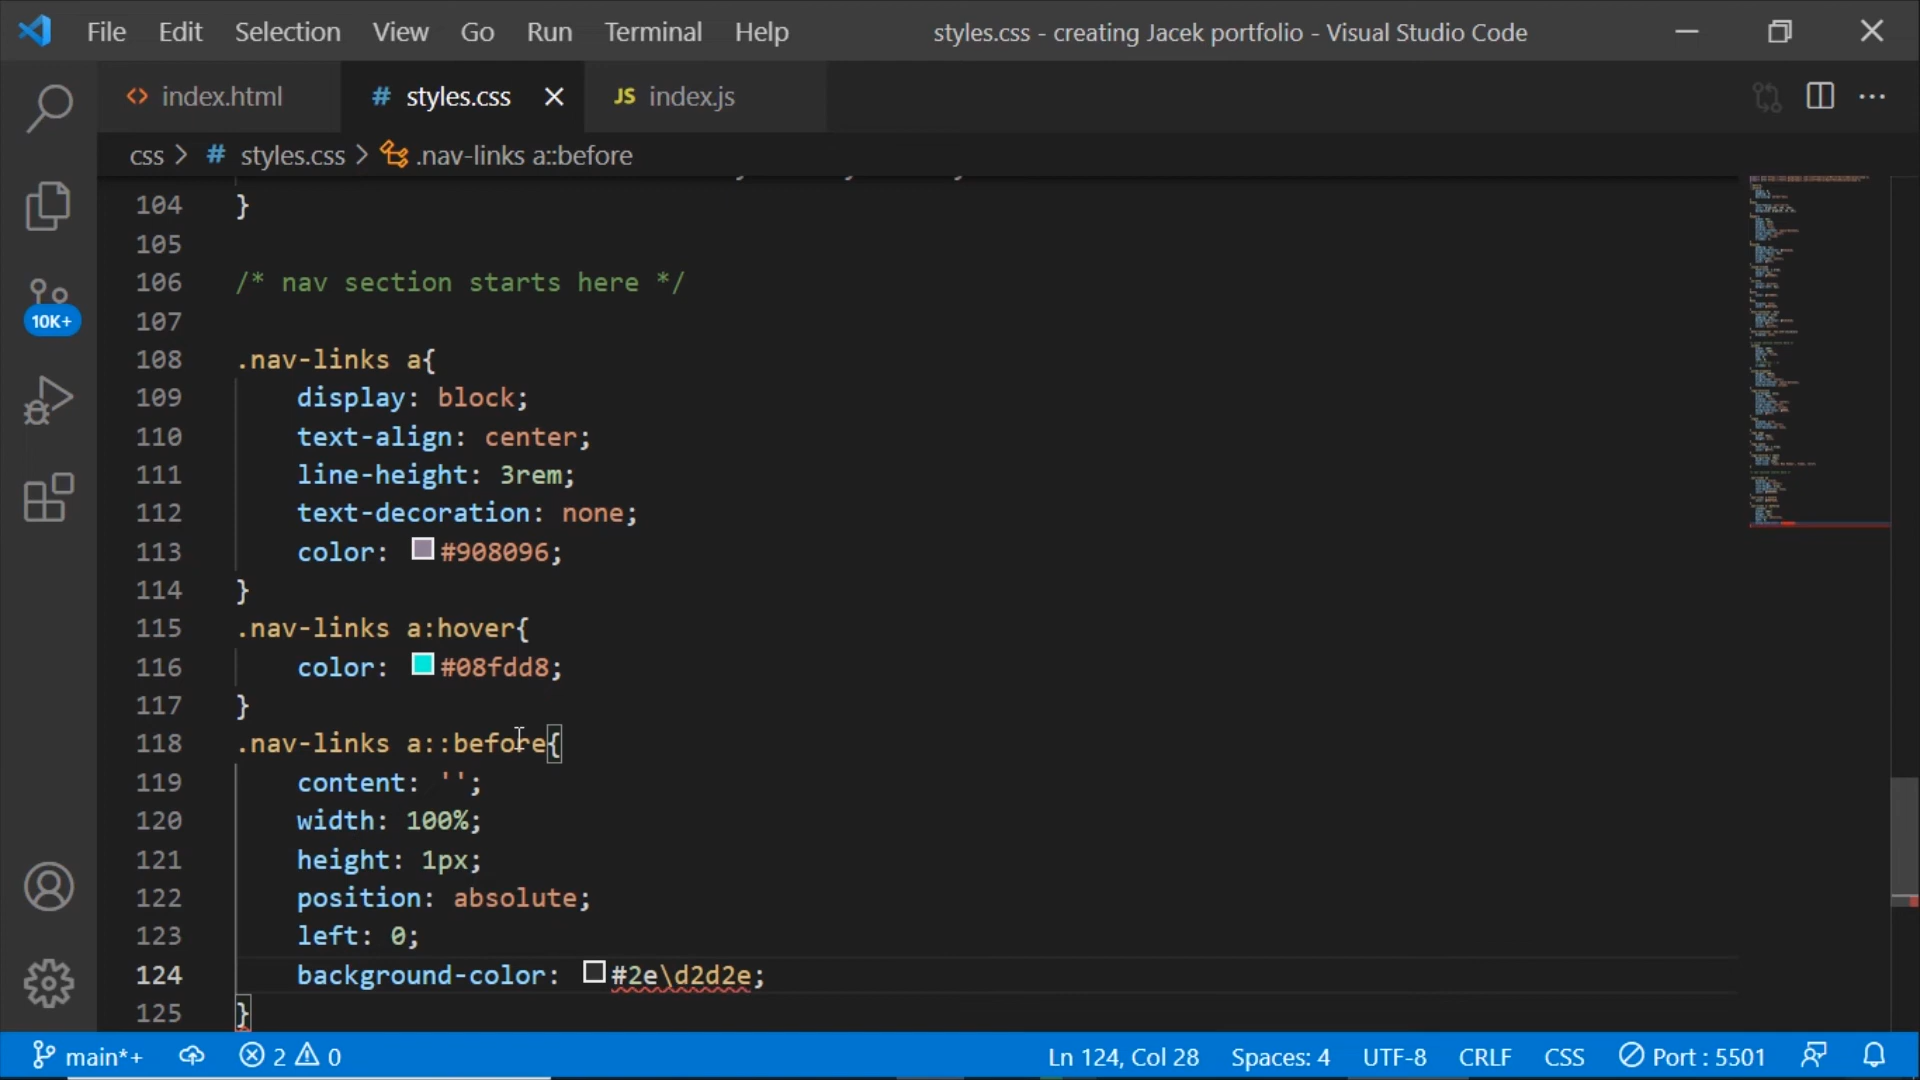 File Edit Selection View Go Run Terminal Help styles.css - creating Jacek portfolio - Visual Studio Code
<> index.html # styles.css JS index.js
css > # styles.css > .nav-links a::before
104 }
105
106 /* nav section starts here */
107
108 .nav-links a{
109 display: block;
110 text-align: center;
111 line-height: 3rem;
112 text-decoration: none;
113 color: #908096;
114 }
115 .nav-links a:hover{
116 color: #08fdd8;
117 }
118 .nav-links a::before{
119 content: '';
120 width: 100%;
121 height: 1px;
122 position: absolute;
123 left: 0;
124 background-color: #2e\d2d2e;
125 }
10K+
main*+ 2 0 Ln 124, Col 28 Spaces: 4 UTF-8 CRLF CSS Port : 5501